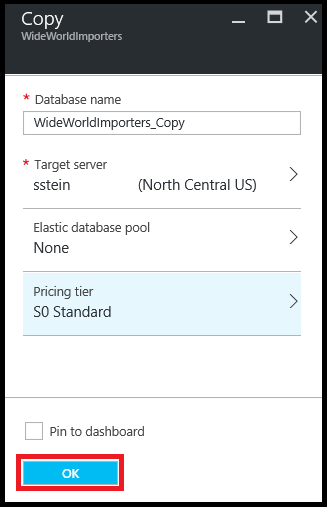 Copy
WideWorldImporters
* Database name
WideWorldImporters_Copy
* Target server
sstein (North Central US)
Elastic database pool
None
Pricing tier
S0 Standard
Pin to dashboard
OK